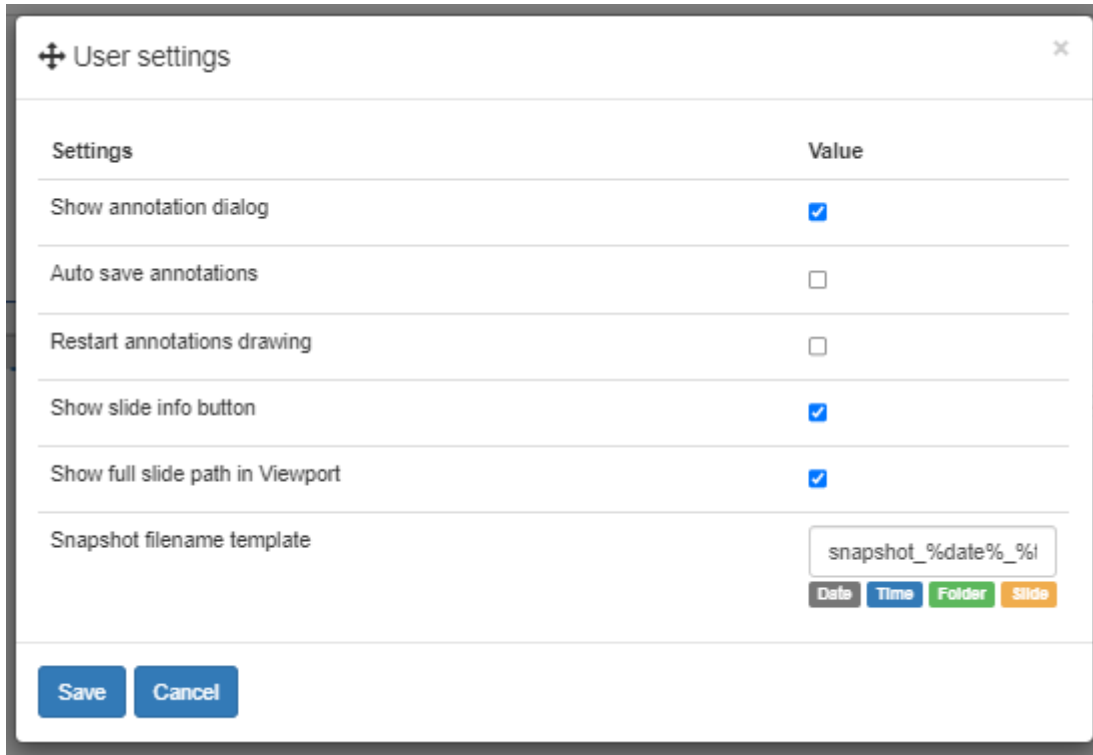 User settings
×
Settings Value
Show annotation dialog
Auto save annotations
Restart annotations drawing
Show slide info button
Show full slide path in Viewport
Snapshot filename template snapshot_%date%_%t
Date Time Folder Slide
Save Cancel